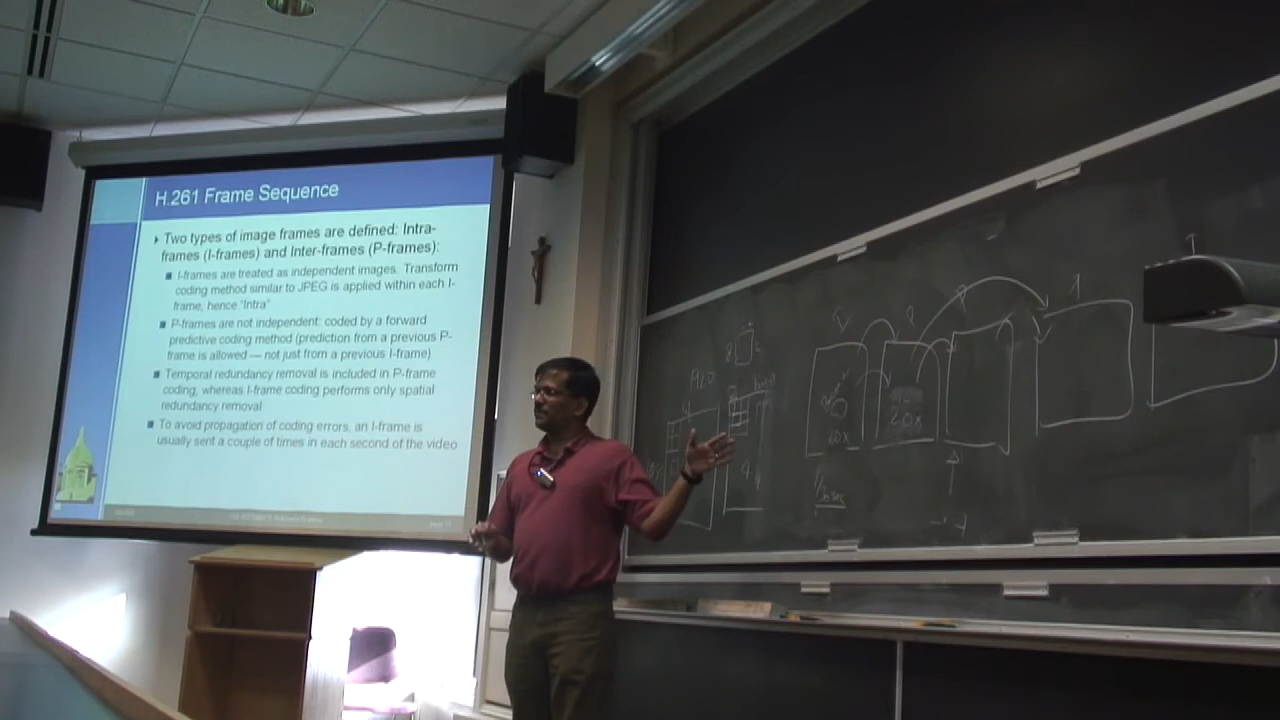 H.261 Frame Sequence
Two types of image frames are defined: Intra-
frames (I-frames) and Inter-frames (P-frames):
I-frames are treated as independent images. Transform
coding method similar to JPEG is applied within each I-
frame, hence "Intra"
P-frames are not independent: coded by a forward
predictive coding method (prediction from a previous P-
frame is allowed — not just from a previous I-frame)
Temporal redundancy removal is included in P-frame
coding, whereas I-frame coding performs only spatial
redundancy removal
To avoid propagation of coding errors, an I-frame is
usually sent a couple of times in each second of the video
I
1920
20x